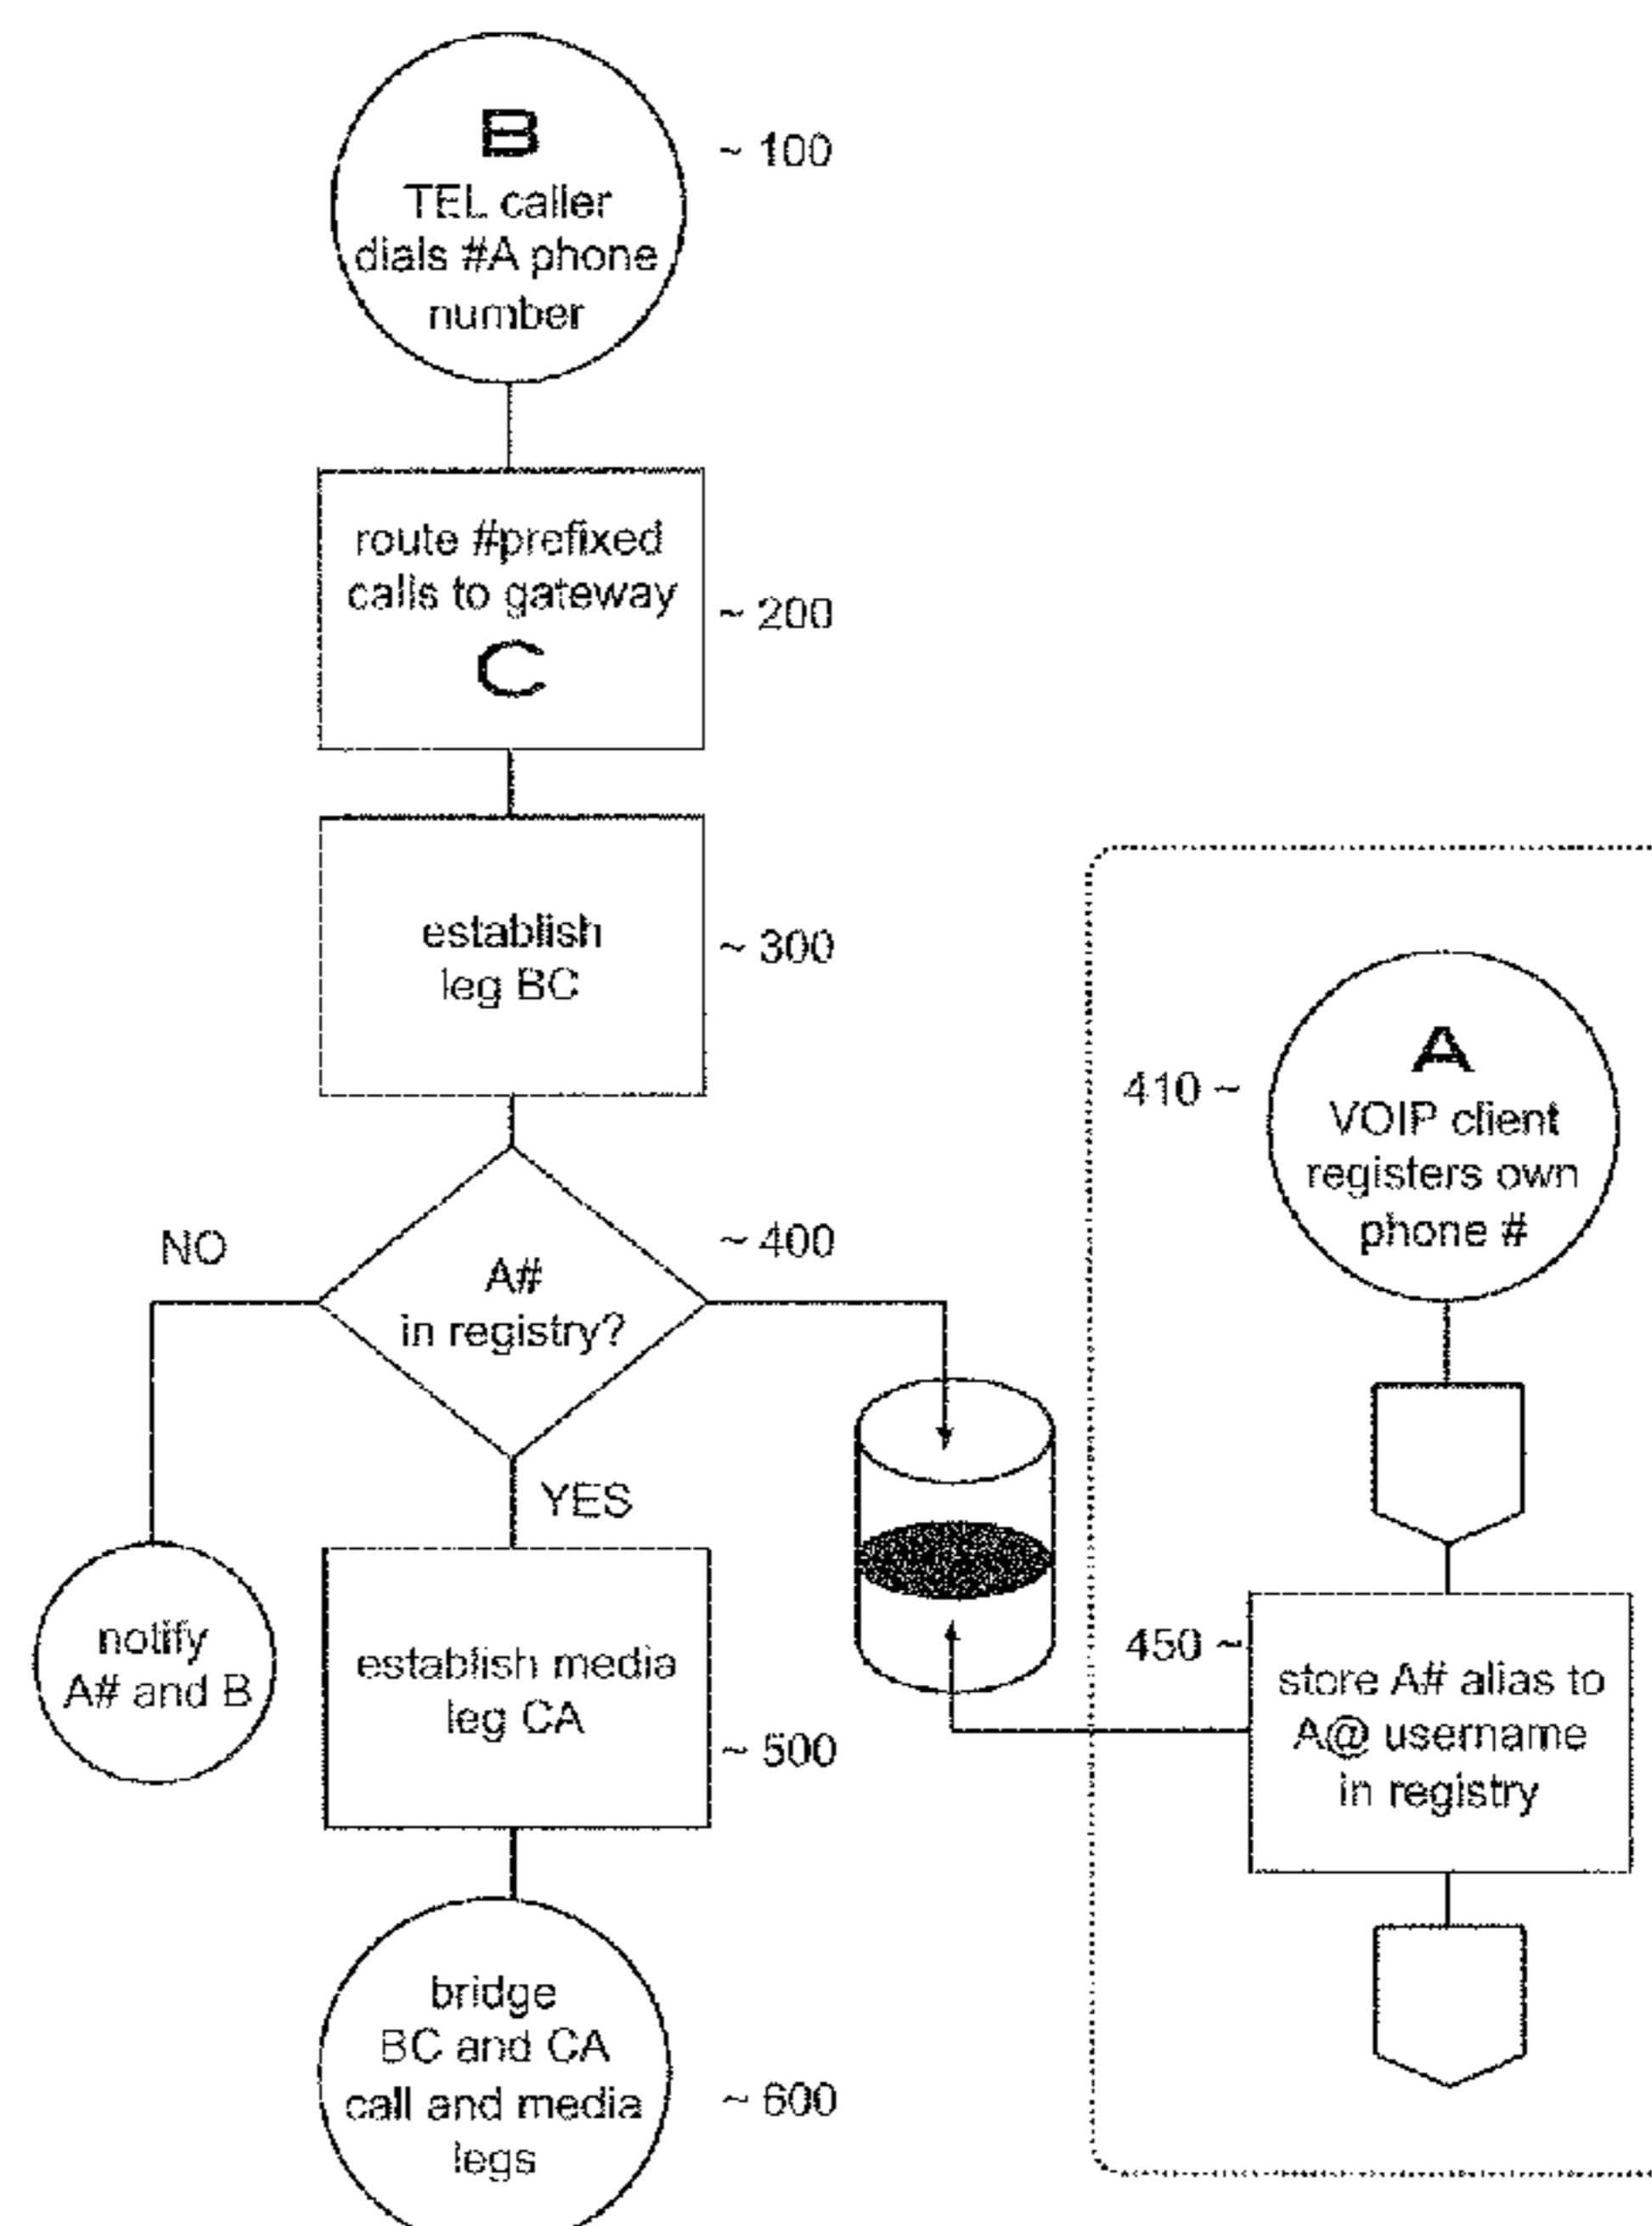 B
TEL caller
dials #A phone
number
~ 100
route #prefixed
calls to gateway
C
~ 200
establish
leg BC
~ 300
A#
in registry?
~ 400
NO
YES
notify
A# and B
establish media
leg CA
~ 500
bridge
BC and CA
call and media
legs
~ 600
410 ~
A
VOIP client
registers own
phone #
450 ~
store A# alias to
A@ username
in registry